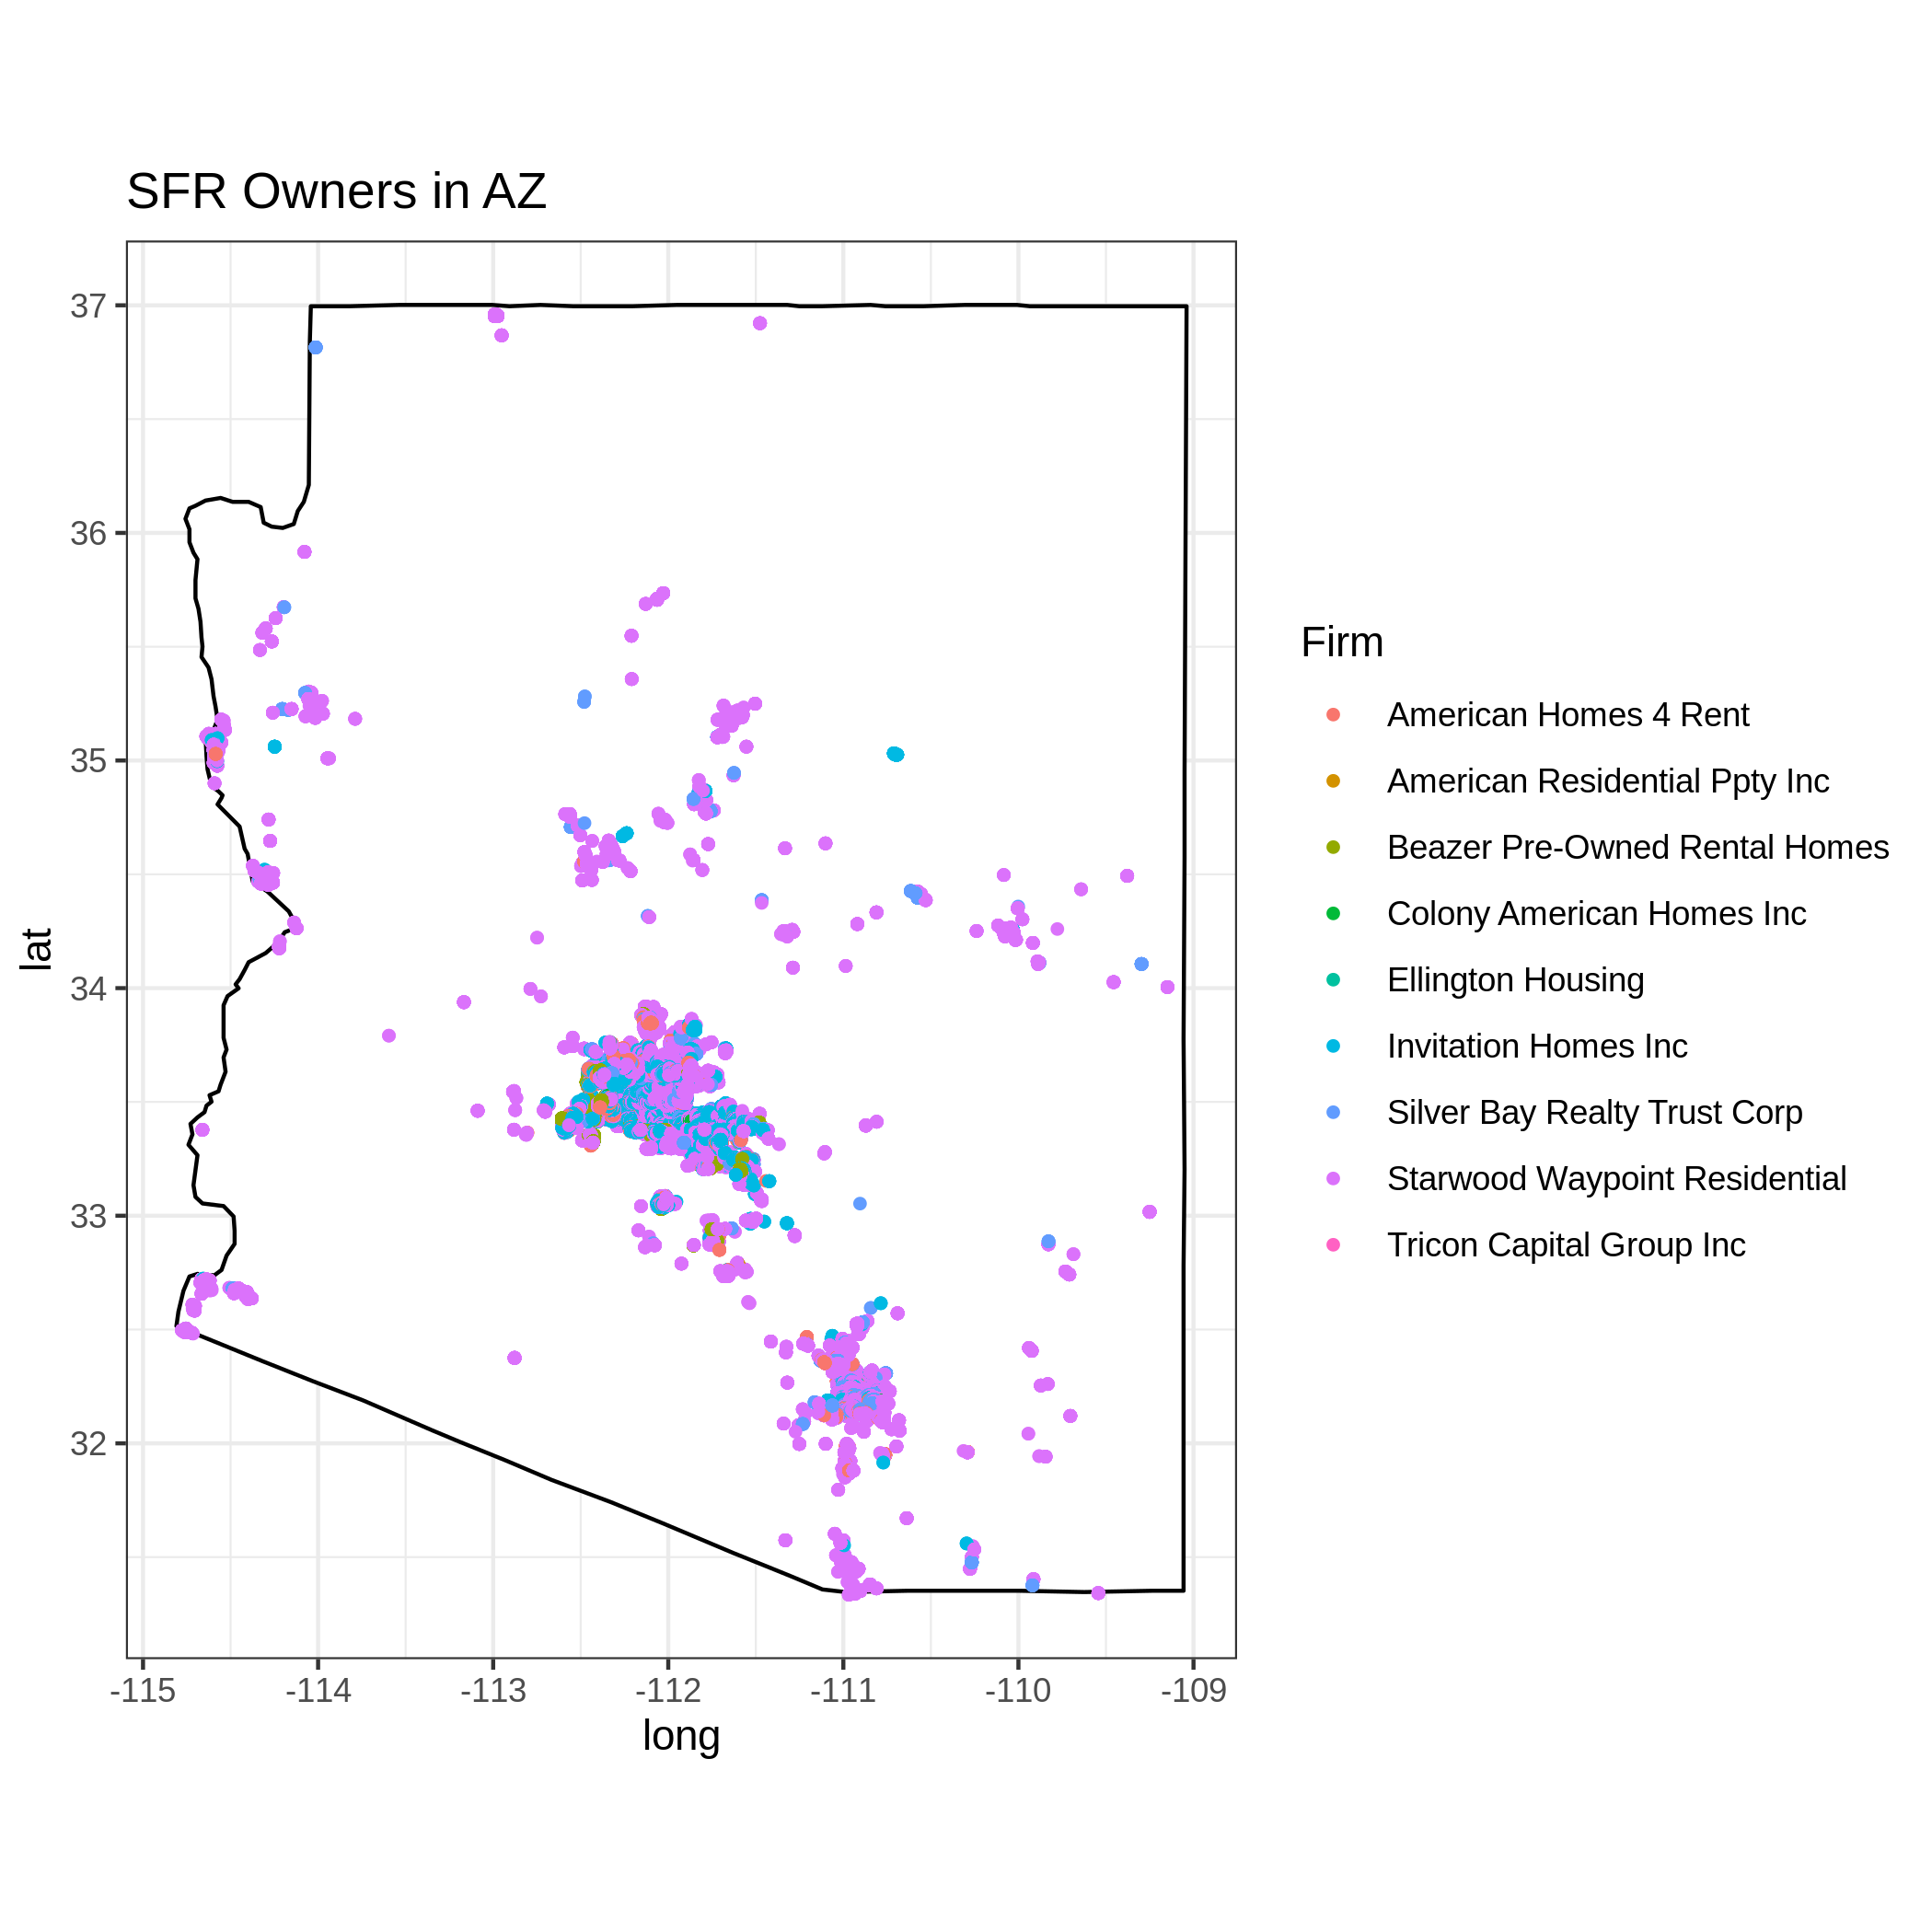 SFR Owners in AZ
37
36
35
34
33
32
lat
-115 -114 -113 -112 -111 -110 -109
long
Firm
American Homes 4 Rent
American Residential Ppty Inc
Beazer Pre-Owned Rental Homes
Colony American Homes Inc
Ellington Housing
Invitation Homes Inc
Silver Bay Realty Trust Corp
Starwood Waypoint Residential
Tricon Capital Group Inc